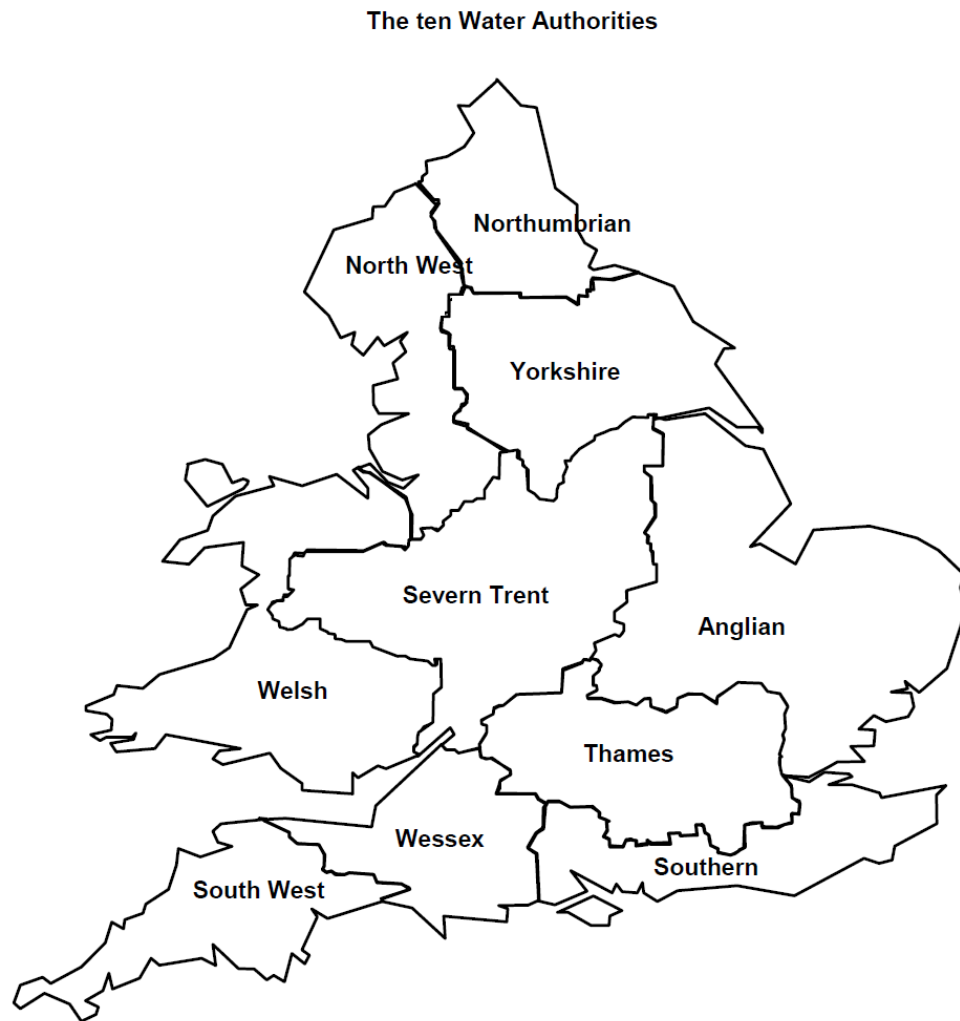 The ten Water Authorities
Northumbrian
North West
Yorkshire
Severn Trent
Anglian
Welsh
Thames
Wessex
Southern
South West